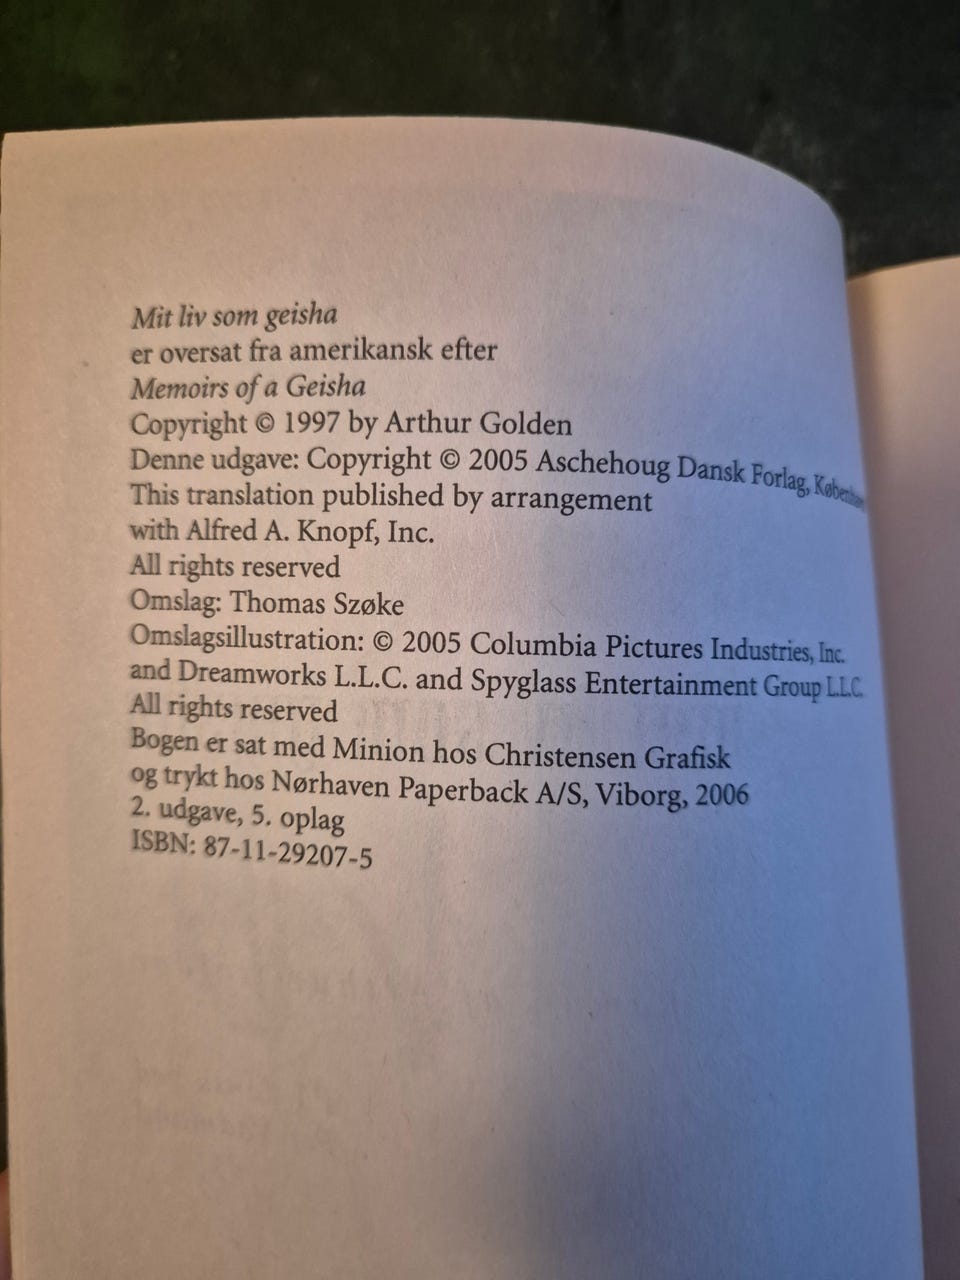 Mit liv som geisha
er oversat fra amerikansk efter
Memoirs of a Geisha
Copyright © 1997 by Arthur Golden
Denne udgave: Copyright © 2005 Aschehoug Dansk Forlag, København
This translation published by arrangement
with Alfred A. Knopf, Inc.
All rights reserved
Omslag: Thomas Szøke
Omslagsillustration: © 2005 Columbia Pictures Industries, Inc.
and Dreamworks L.L.C. and Spyglass Entertainment Group L.L.C.
All rights reserved
Bogen er sat med Minion hos Christensen Grafisk
og trykt hos Nørhaven Paperback A/S, Viborg, 2006
2. udgave, 5. oplag
ISBN: 87-11-29207-5